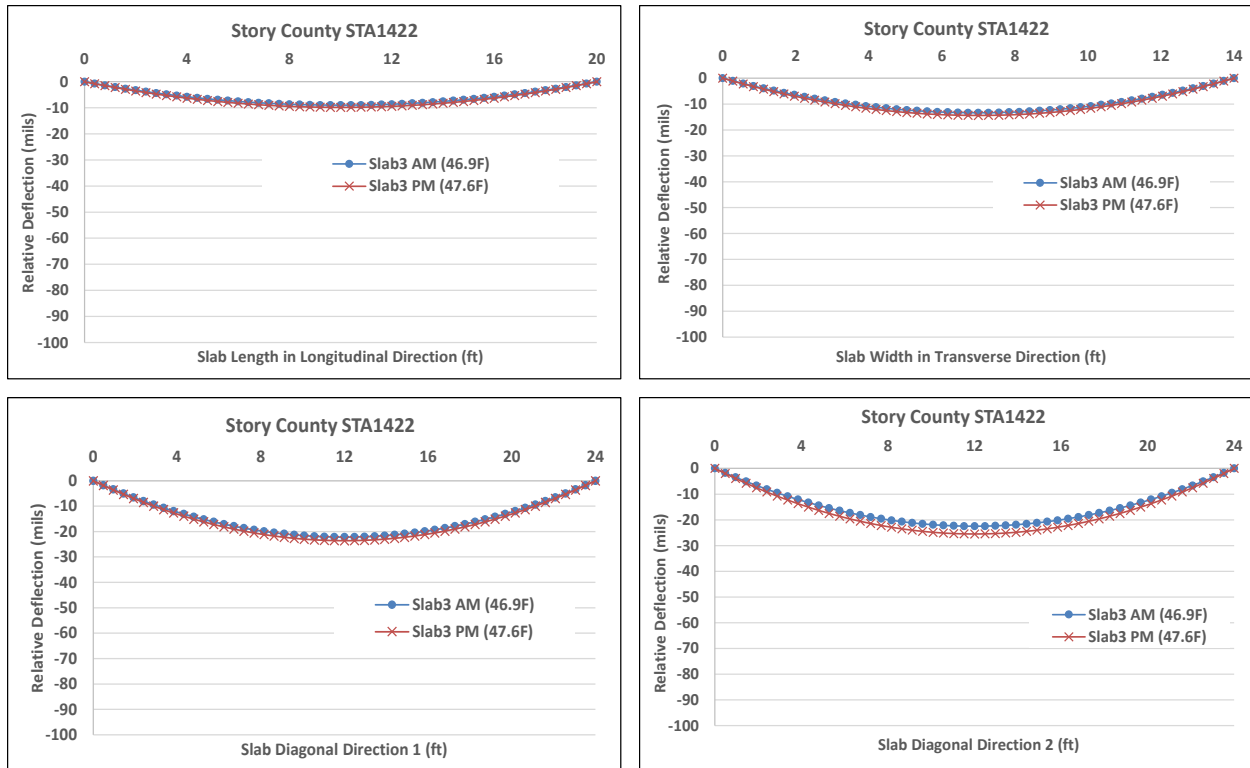 Story County STA1422
0 4 8 12 16 20
0
-10
-20
-30
-40
-50
-60
-70
-80
-90
-100
Relative Deflection (mils)
Slab3 AM (46.9F)
Slab3 PM (47.6F)
Slab Length in Longitudinal Direction (ft)
Story County STA1422
0 2 4 6 8 10 12 14
0
-10
-20
-30
-40
-50
-60
-70
-80
-90
-100
Relative Deflection (mils)
Slab3 AM (46.9F)
Slab3 PM (47.6F)
Slab Width in Transverse Direction (ft)
Story County STA1422
0 4 8 12 16 20 24
0
-10
-20
-30
-40
-50
-60
-70
-80
-90
-100
Relative Deflection (mils)
Slab3 AM (46.9F)
Slab3 PM (47.6F)
Slab Diagonal Direction 1 (ft)
Story County STA1422
0 4 8 12 16 20 24
0
-10
-20
-30
-40
-50
-60
-70
-80
-90
-100
Relative Deflection (mils)
Slab3 AM (46.9F)
Slab3 PM (47.6F)
Slab Diagonal Direction 2 (ft)